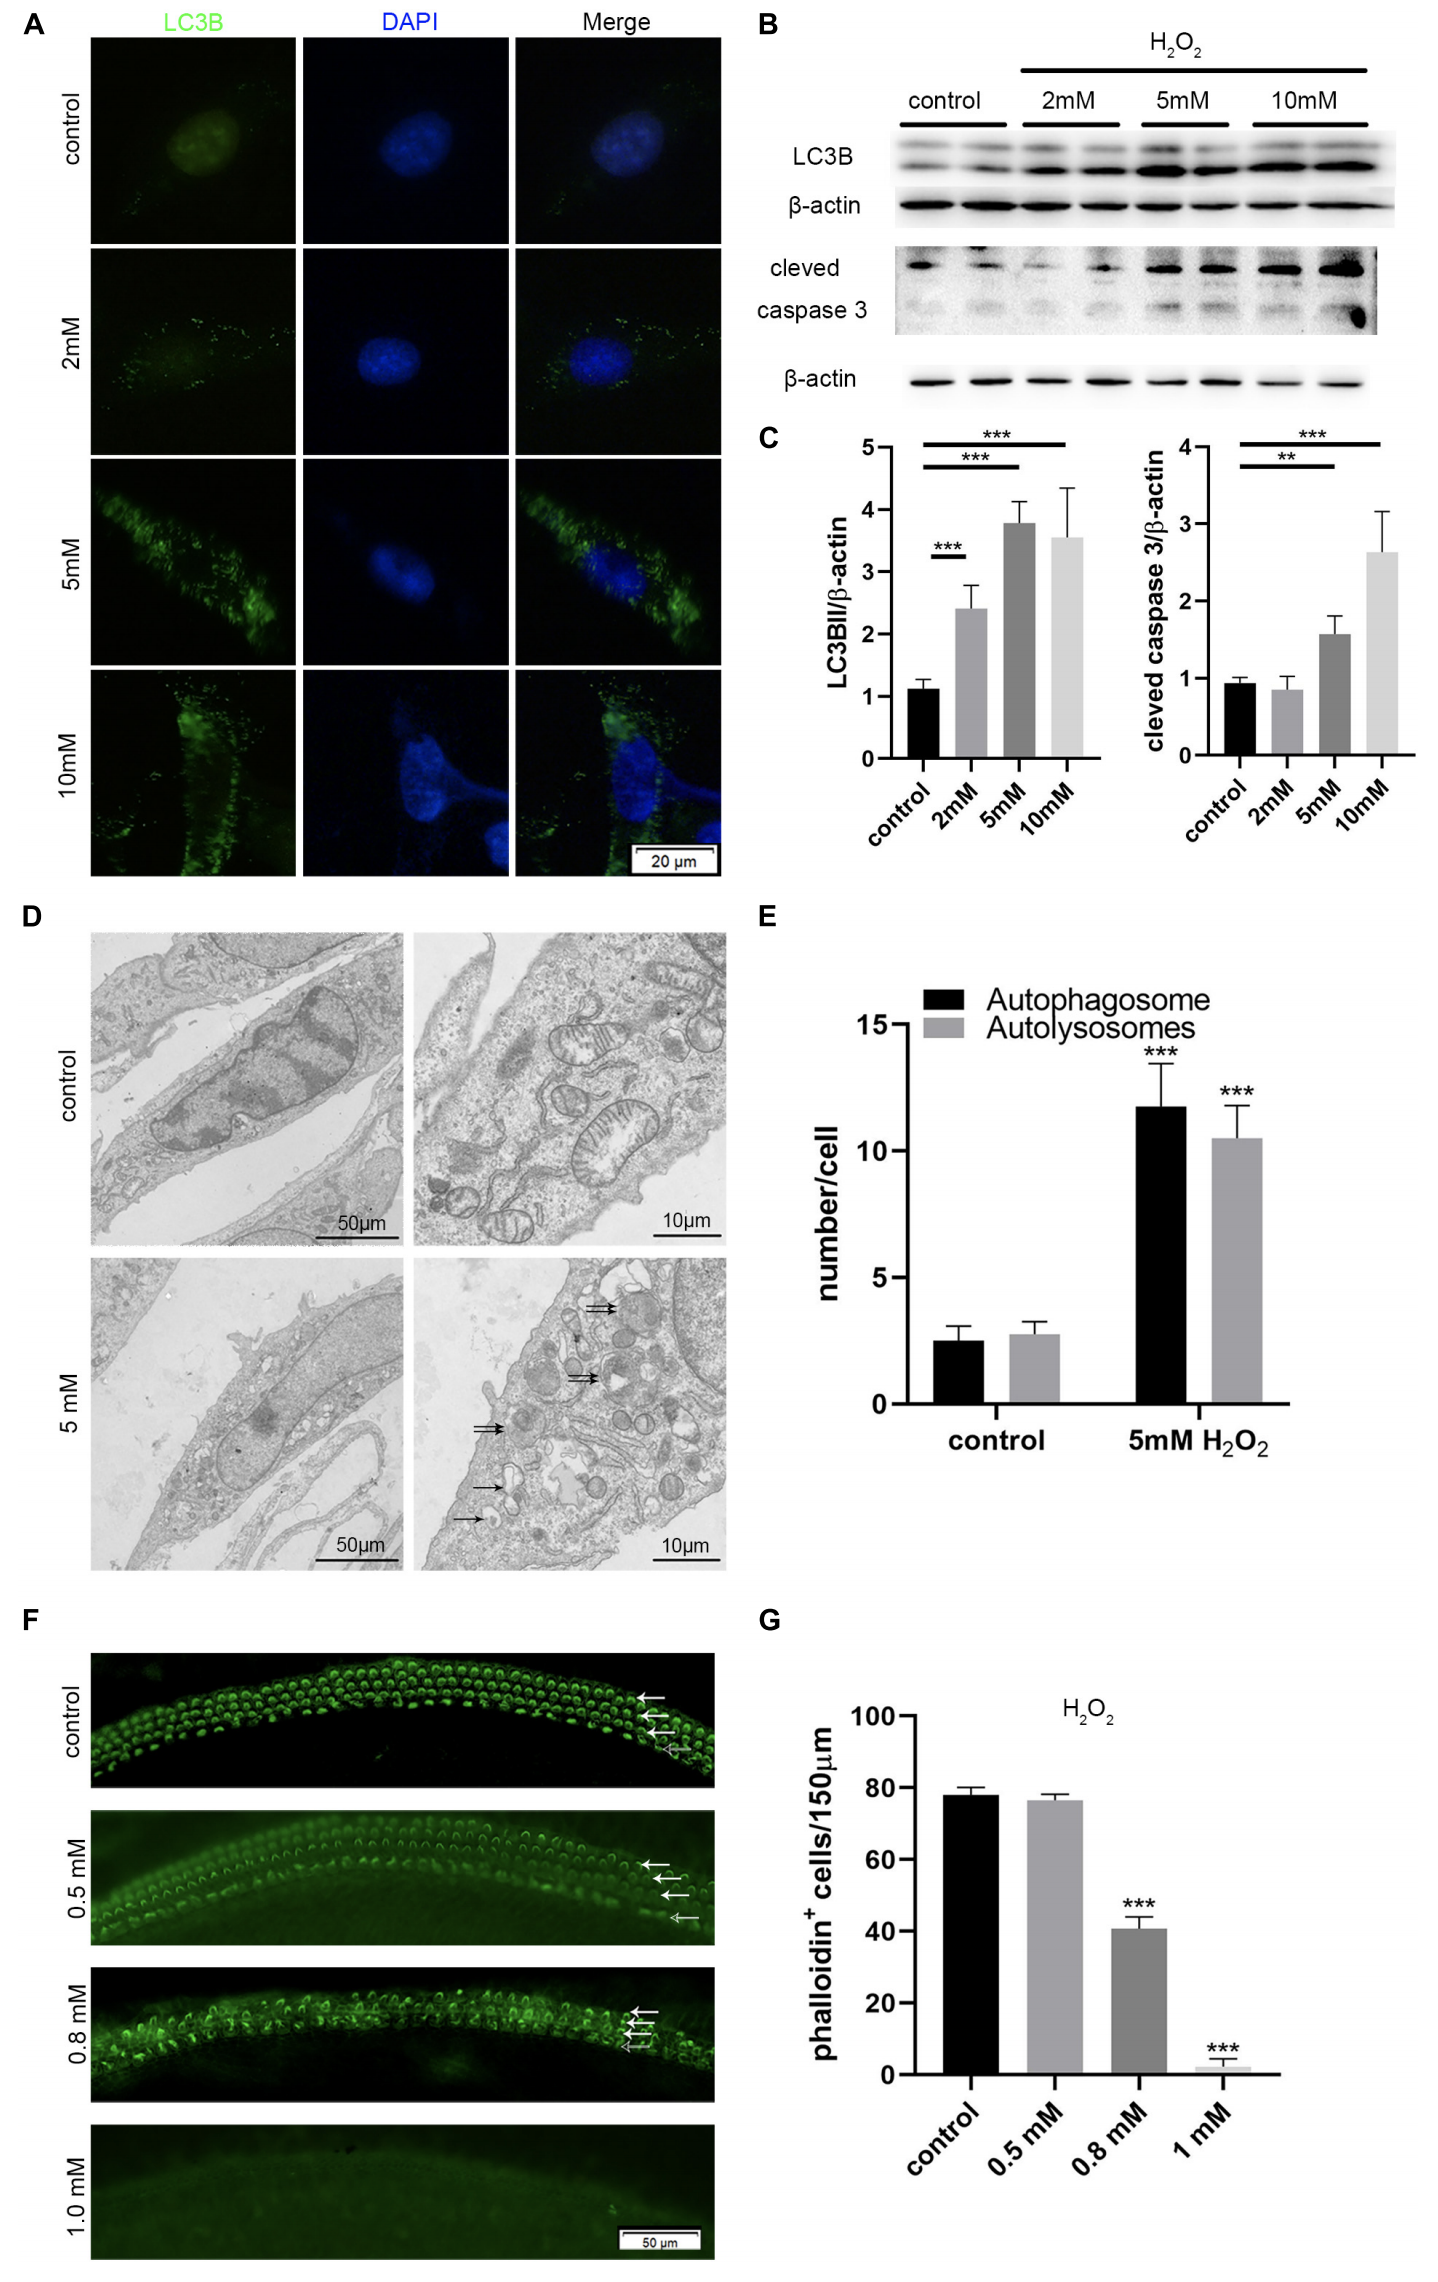 A
LC3B DAPI Merge
control
2mM
5mM
10mM
20 µm
B
H2O2
control 2mM 5mM 10mM
LC3B
β-actin
cleved
caspase 3
β-actin
C
LC3BII/β-actin
5
4
3
2
1
0
***
***
***
control 2mM 5mM 10mM
cleved caspase 3/β-actin
4
3
2
1
0
***
**
control 2mM 5mM 10mM
D
control
50µm
10µm
5 mM
50µm
10µm
E
Autophagosome
Autolysosomes
number/cell
15
10
5
0
***
***
control 5mM H2O2
F
control
0.5 mM
0.8 mM
1.0 mM
50 µm
G
H2O2
phalloidin+ cells/150µm
100
80
60
40
20
0
***
***
control 0.5 mM 0.8 mM 1 mM